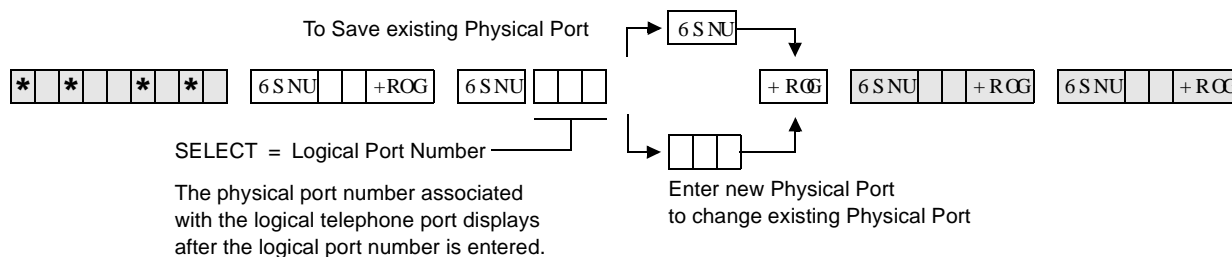 To Save existing Physical Port
6SNU
* * * *
6SNU +ROG 6SNU +ROG 6SNU +ROG 6SNU +ROG
SELECT = Logical Port Number
The physical port number associated
with the logical telephone port displays
after the logical port number is entered.
Enter new Physical Port
to change existing Physical Port